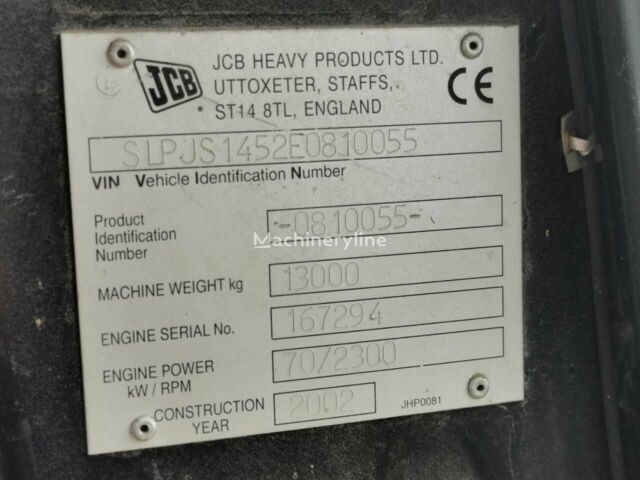 JCB
JCB HEAVY PRODUCTS LTD.
UTTOXETER, STAFFS,
ST14 8TL, ENGLAND
CE
SLPJS1452E0810055
VIN Vehicle Identification Number
Product
Identification
Number
-0810055-
Machineryline
MACHINE WEIGHT kg
13000
ENGINE SERIAL No.
167294
ENGINE POWER
kW / RPM
70/2300
CONSTRUCTION
YEAR
2002
JHP0081